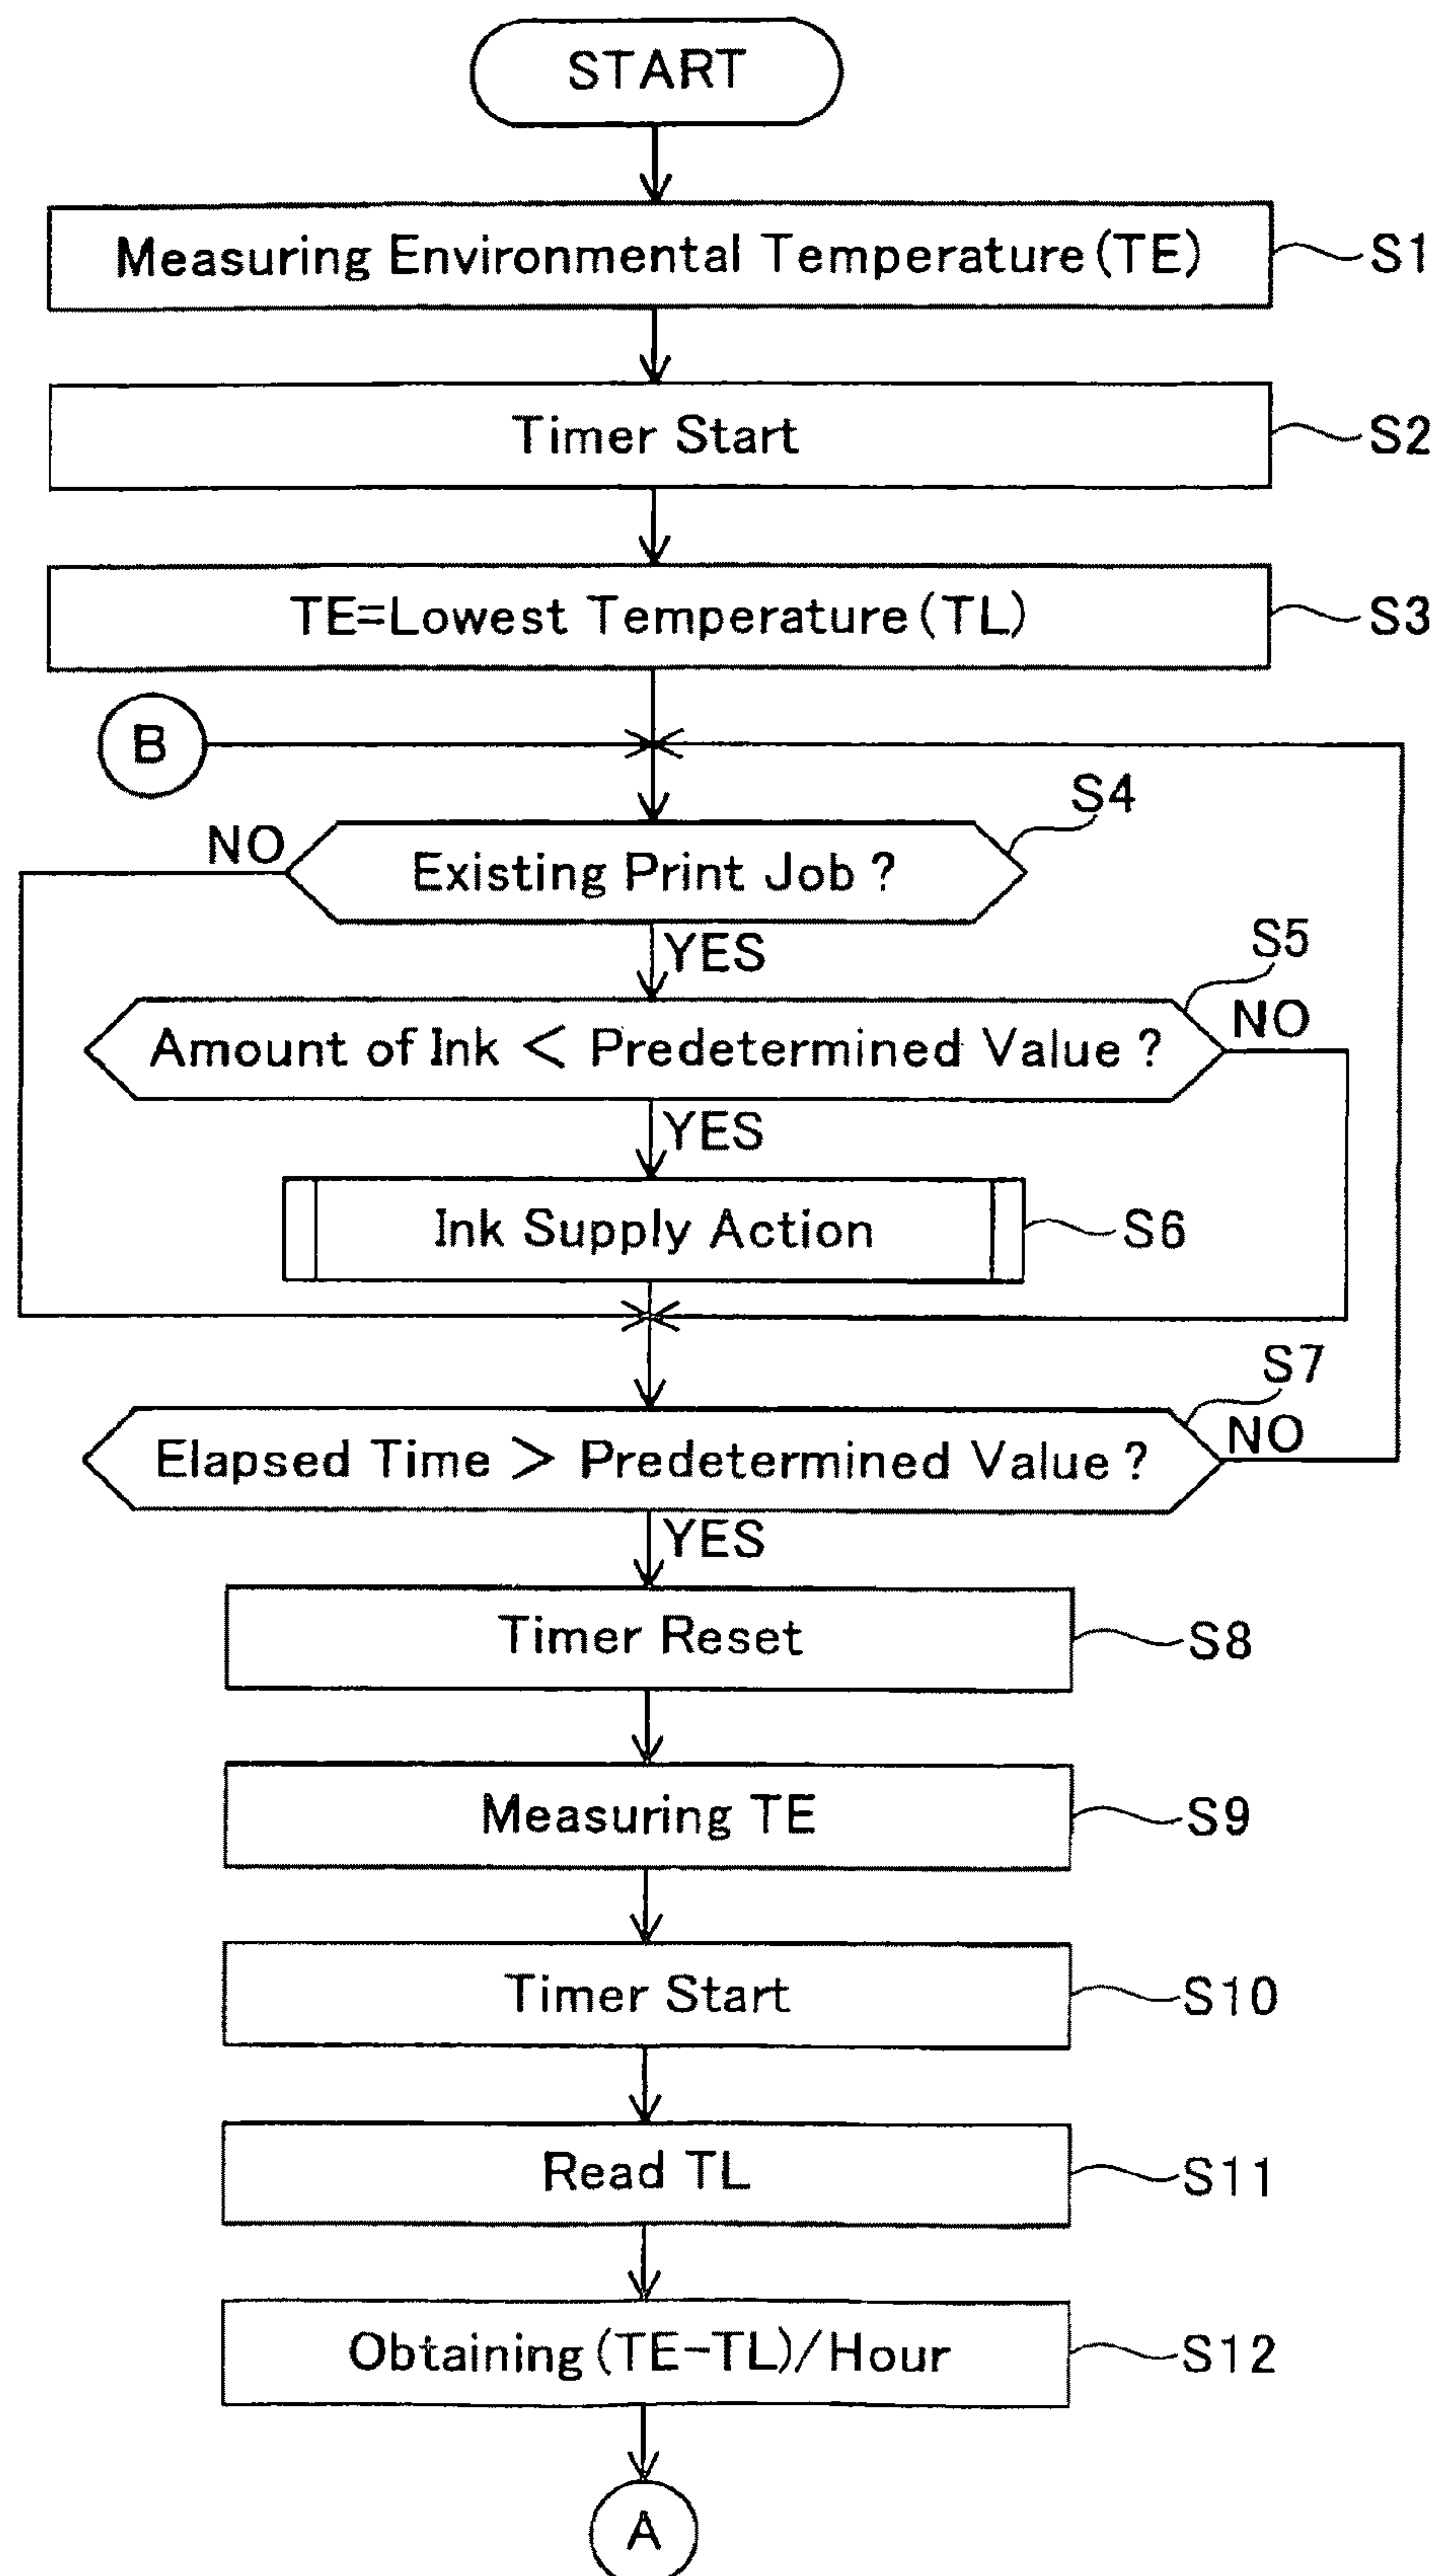 START
Measuring Environmental Temperature (TE)
S1
Timer Start
S2
TE=Lowest Temperature (TL)
S3
B
S4
NO
Existing Print Job ?
YES
S5
Amount of Ink < Predetermined Value ?
NO
YES
Ink Supply Action
S6
S7
Elapsed Time > Predetermined Value ?
NO
YES
Timer Reset
S8
Measuring TE
S9
Timer Start
S10
Read TL
S11
Obtaining (TE-TL)/Hour
S12
A